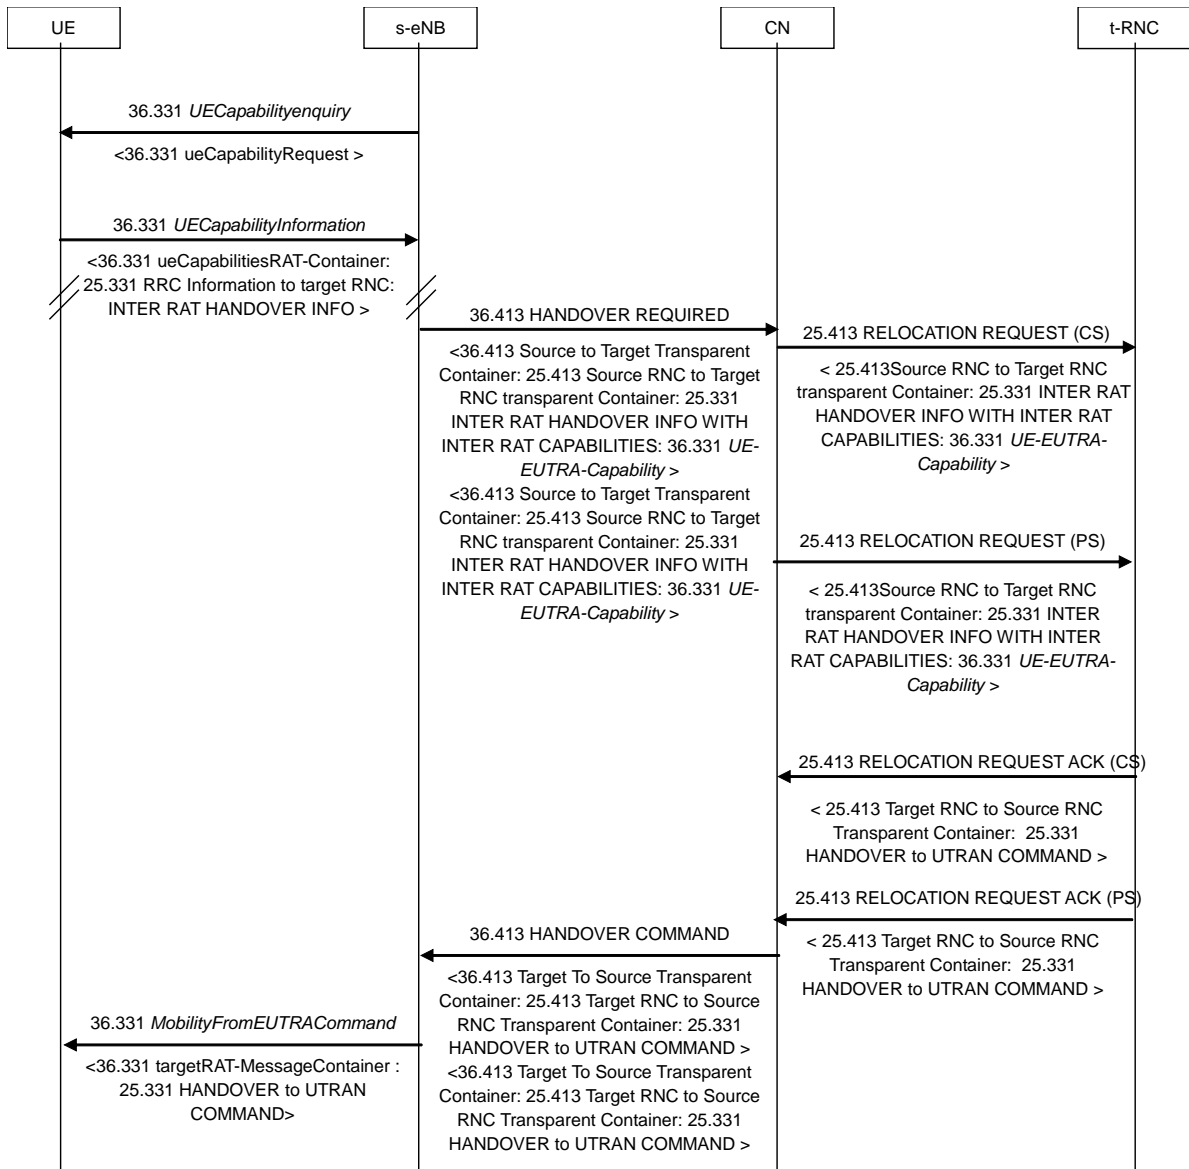 UE
s-eNB
CN
t-RNC
36.331 UECapabilityenquiry
<36.331 ueCapabilityRequest >
36.331 UECapabilityInformation
<36.331 ueCapabilitiesRAT-Container:
25.331 RRC Information to target RNC:
INTER RAT HANDOVER INFO >
36.413 HANDOVER REQUIRED
<36.413 Source to Target Transparent
Container: 25.413 Source RNC to Target
RNC transparent Container: 25.331
INTER RAT HANDOVER INFO WITH
INTER RAT CAPABILITIES: 36.331 UE-
EUTRA-Capability >
<36.413 Source to Target Transparent
Container: 25.413 Source RNC to Target
RNC transparent Container: 25.331
INTER RAT HANDOVER INFO WITH
INTER RAT CAPABILITIES: 36.331 UE-
EUTRA-Capability >
25.413 RELOCATION REQUEST (CS)
< 25.413Source RNC to Target RNC
transparent Container: 25.331 INTER RAT
HANDOVER INFO WITH INTER RAT
CAPABILITIES: 36.331 UE-EUTRA-
Capability >
25.413 RELOCATION REQUEST (PS)
< 25.413Source RNC to Target RNC
transparent Container: 25.331 INTER
RAT HANDOVER INFO WITH INTER
RAT CAPABILITIES: 36.331 UE-EUTRA-
Capability >
25.413 RELOCATION REQUEST ACK (CS)
< 25.413 Target RNC to Source RNC
Transparent Container: 25.331
HANDOVER to UTRAN COMMAND >
25.413 RELOCATION REQUEST ACK (PS)
< 25.413 Target RNC to Source RNC
Transparent Container: 25.331
HANDOVER to UTRAN COMMAND >
36.413 HANDOVER COMMAND
<36.413 Target To Source Transparent
Container: 25.413 Target RNC to Source
RNC Transparent Container: 25.331
HANDOVER to UTRAN COMMAND >
<36.413 Target To Source Transparent
Container: 25.413 Target RNC to Source
RNC Transparent Container: 25.331
HANDOVER to UTRAN COMMAND >
36.331 MobilityFromEUTRACommand
<36.331 targetRAT-MessageContainer :
25.331 HANDOVER to UTRAN
COMMAND>